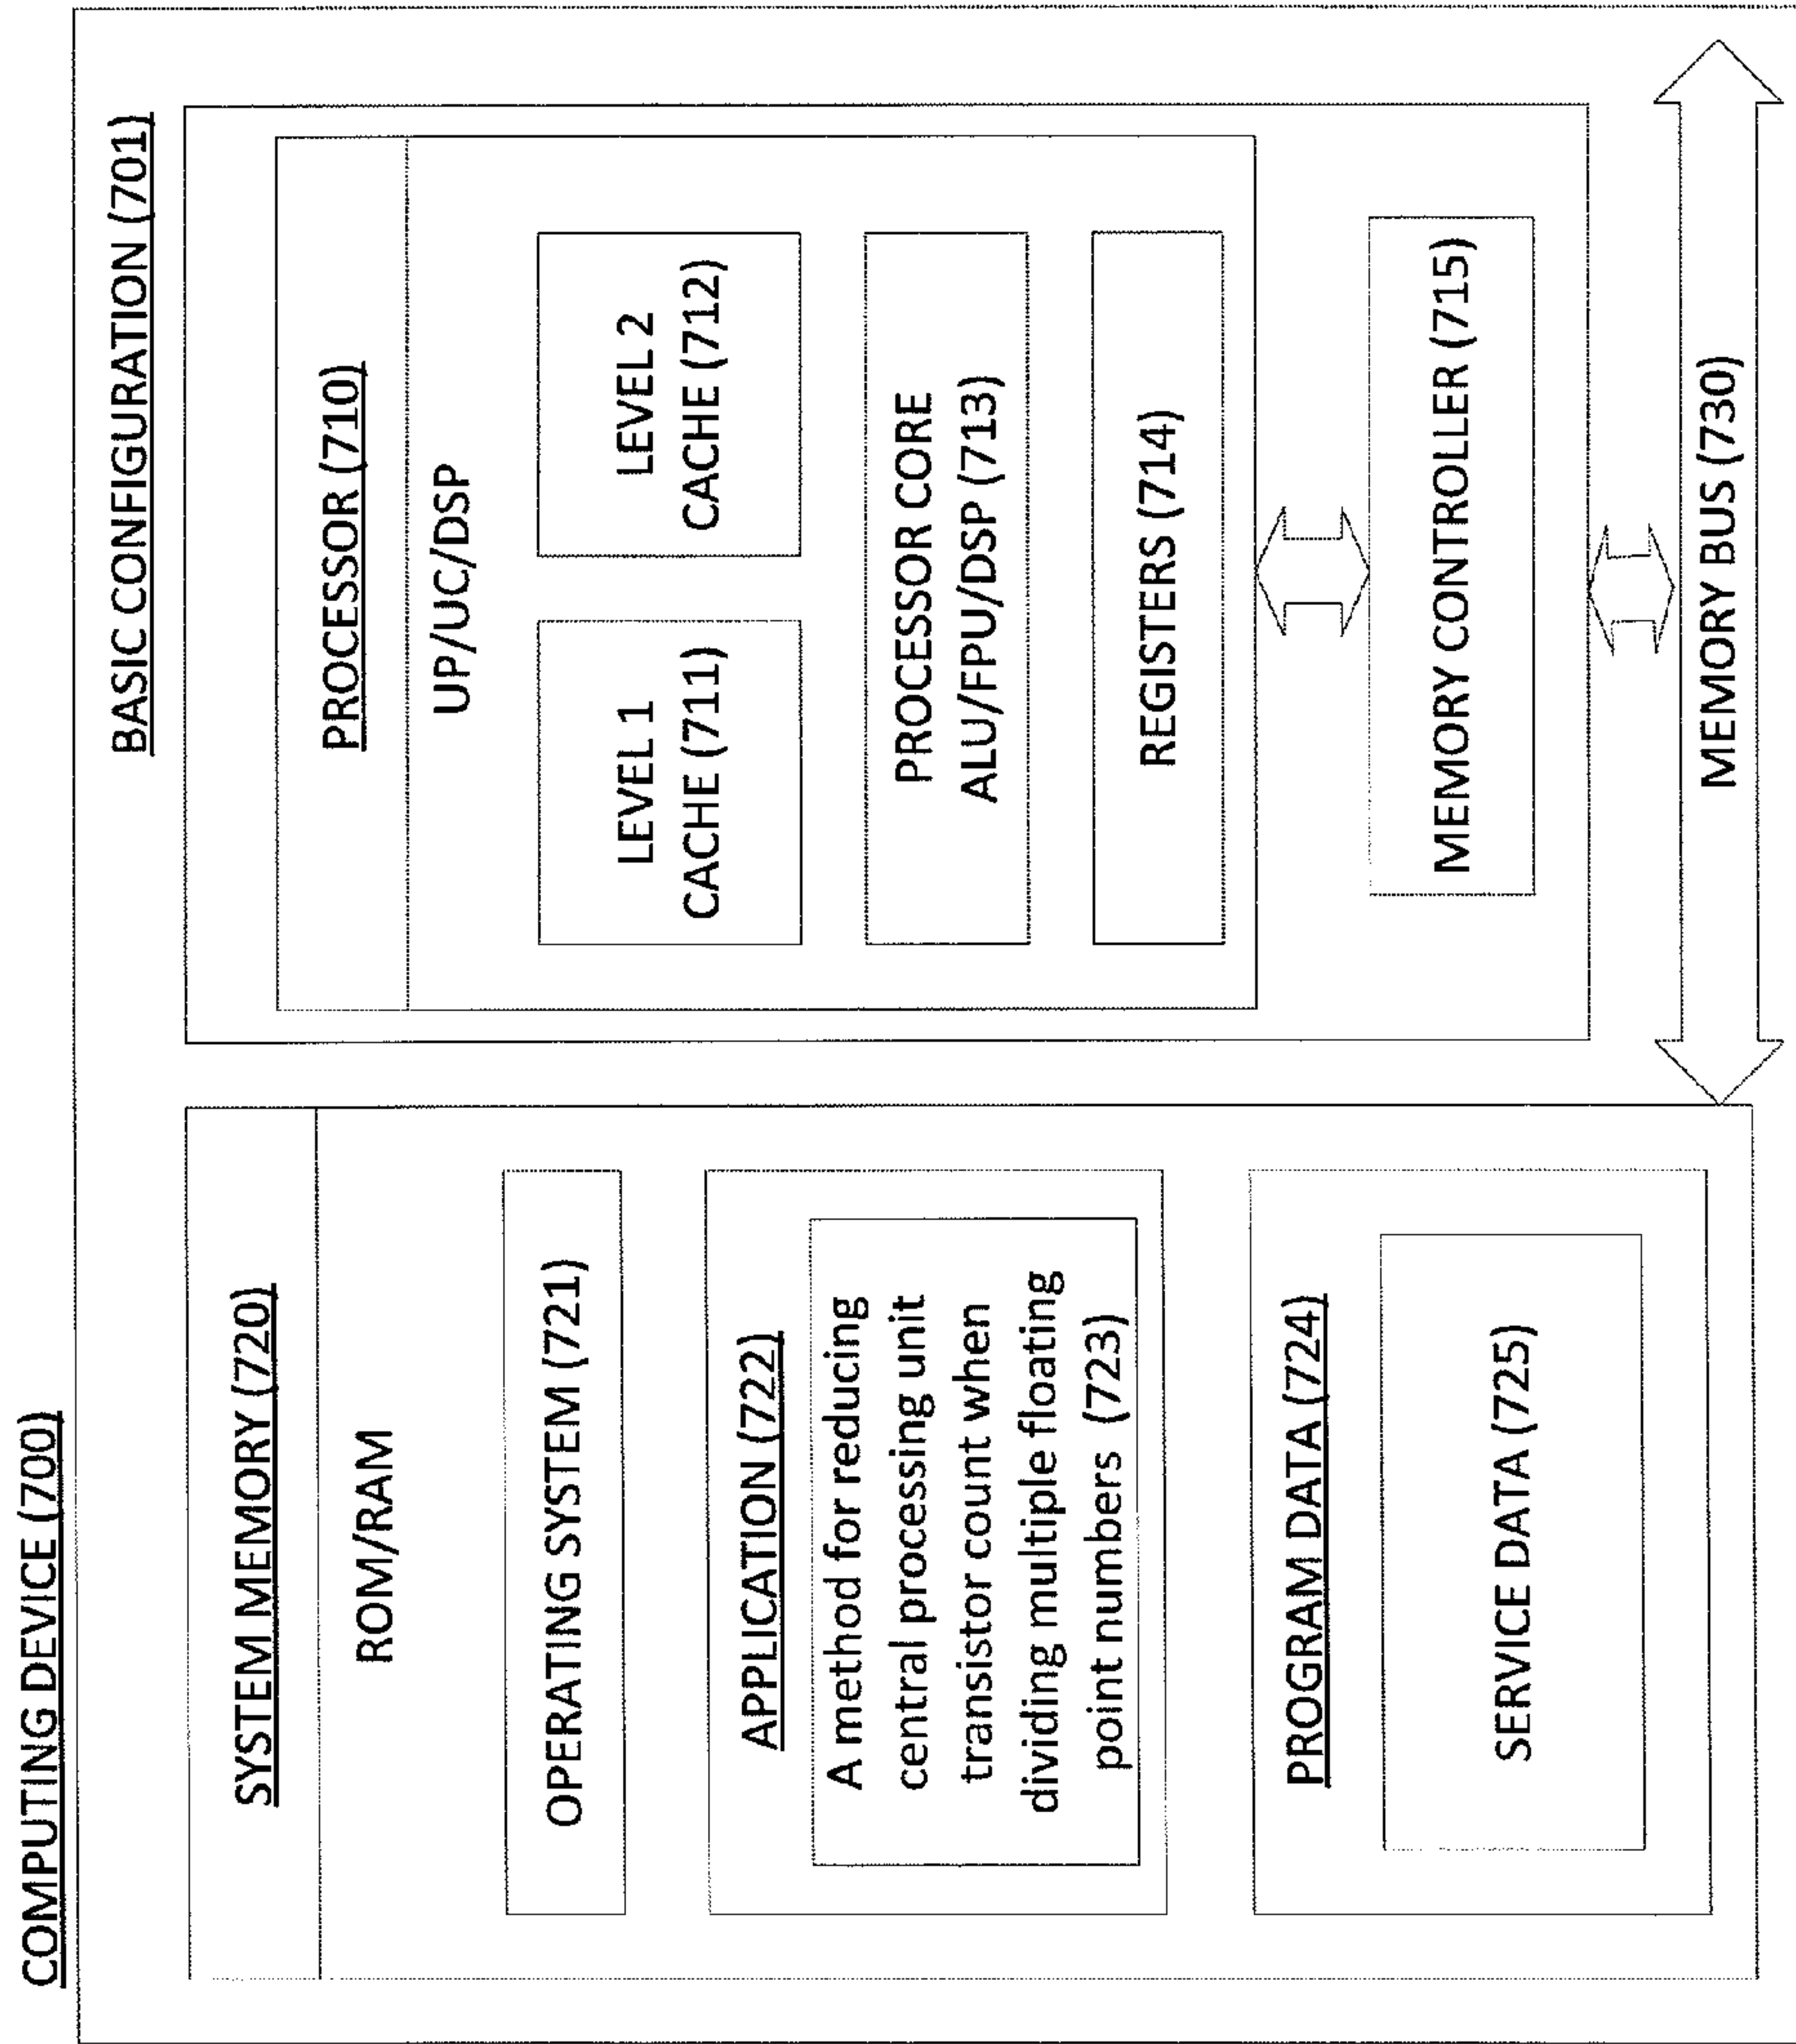 COMPUTING DEVICE (700)
SYSTEM MEMORY (720)
ROM/RAM
OPERATING SYSTEM (721)
APPLICATION (722)
A method for reducing
central processing unit
transistor count when
dividing multiple floating
point numbers (723)
PROGRAM DATA (724)
SERVICE DATA (725)
BASIC CONFIGURATION (701)
PROCESSOR (710)
UP/UC/DSP
LEVEL 1
CACHE (711)
LEVEL 2
CACHE (712)
PROCESSOR CORE
ALU/FPU/DSP (713)
REGISTERS (714)
MEMORY CONTROLLER (715)
MEMORY BUS (730)